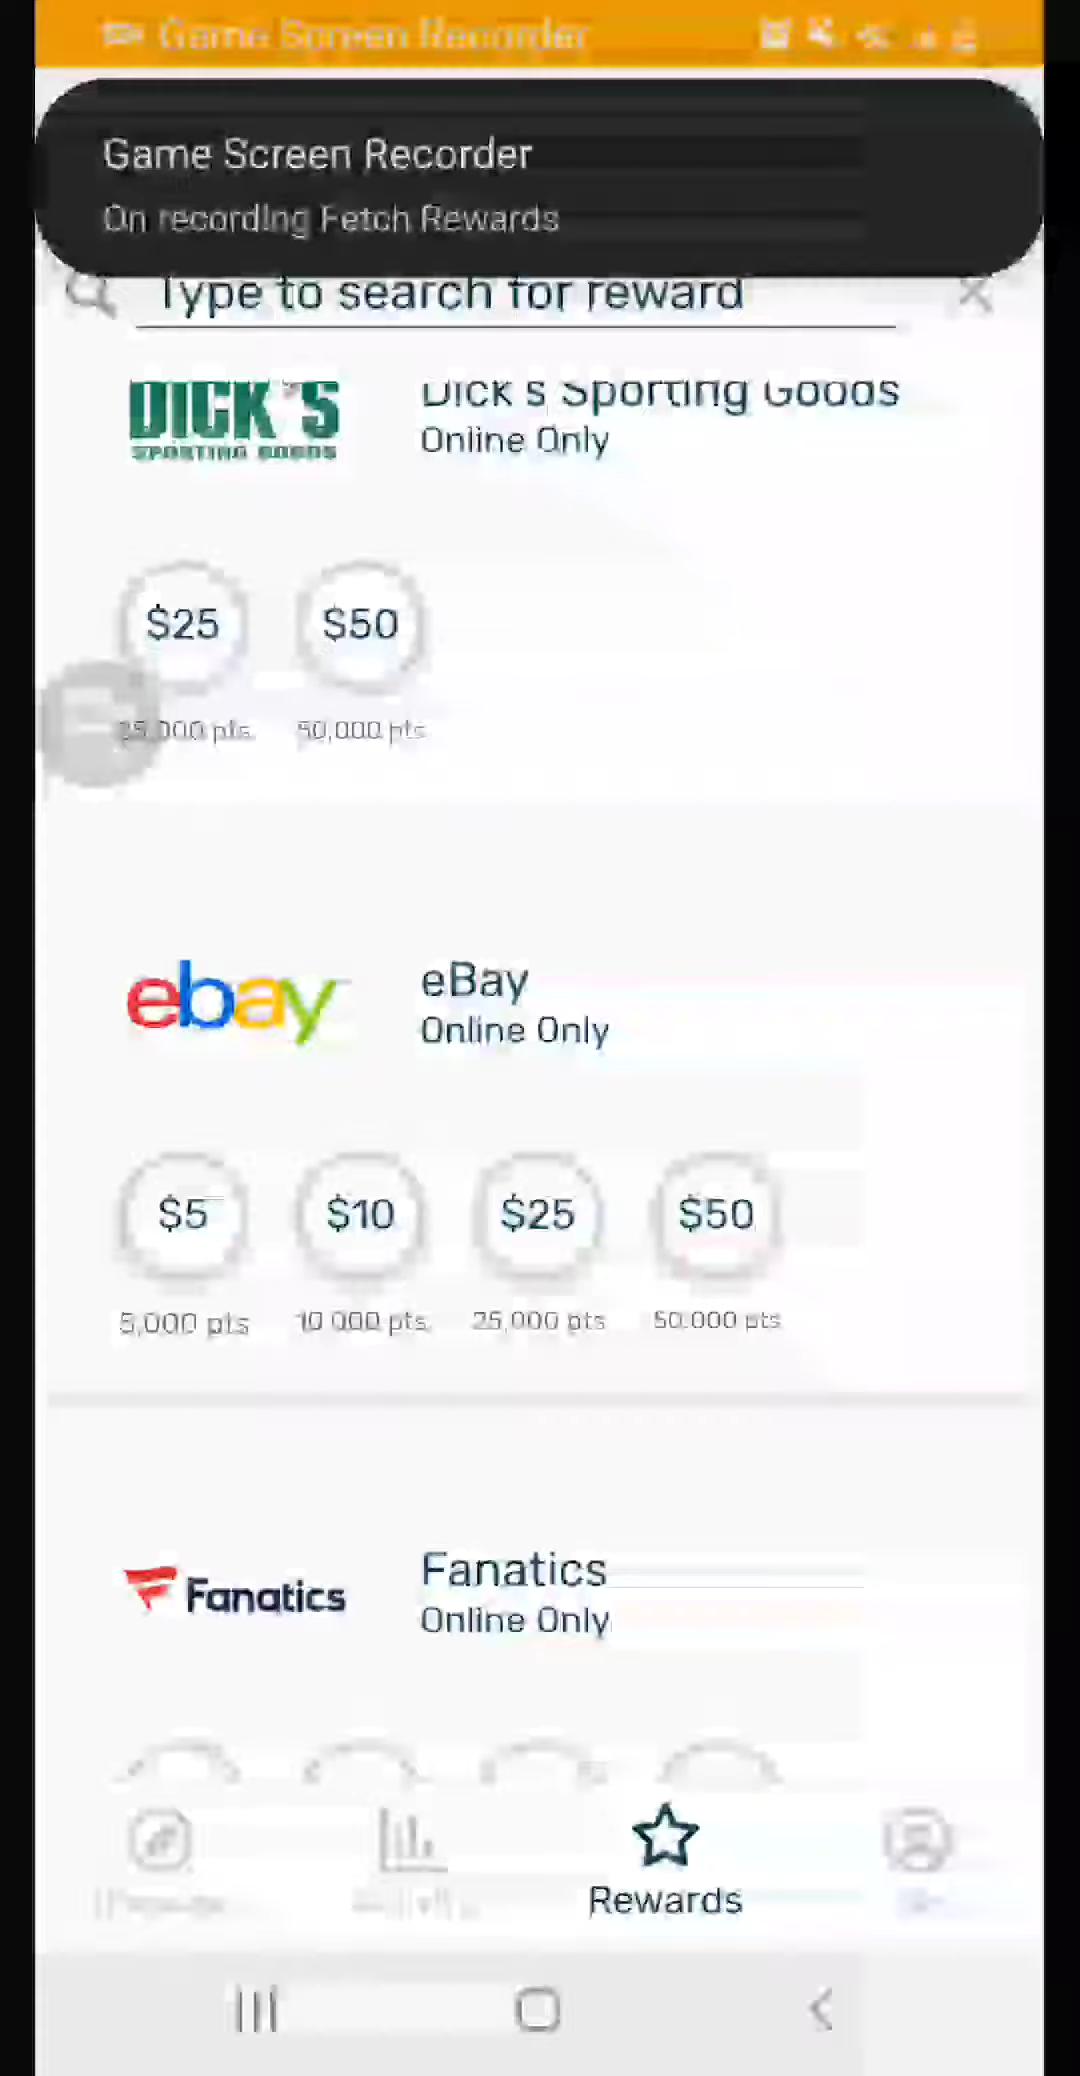 Game Screen Recorder
Game Screen Recorder
On recording Fetch Rewards
Type to search for reward
DICK'S
SPORTING GOODS
Dick's Sporting Goods
Online Only
$25 $50
25,000 pts 50,000 pts
ebay
eBay
Online Only
$5 $10 $25 $50
5,000 pts 10,000 pts 25,000 pts 50,000 pts
Fanatics
Fanatics
Online Only
Rewards